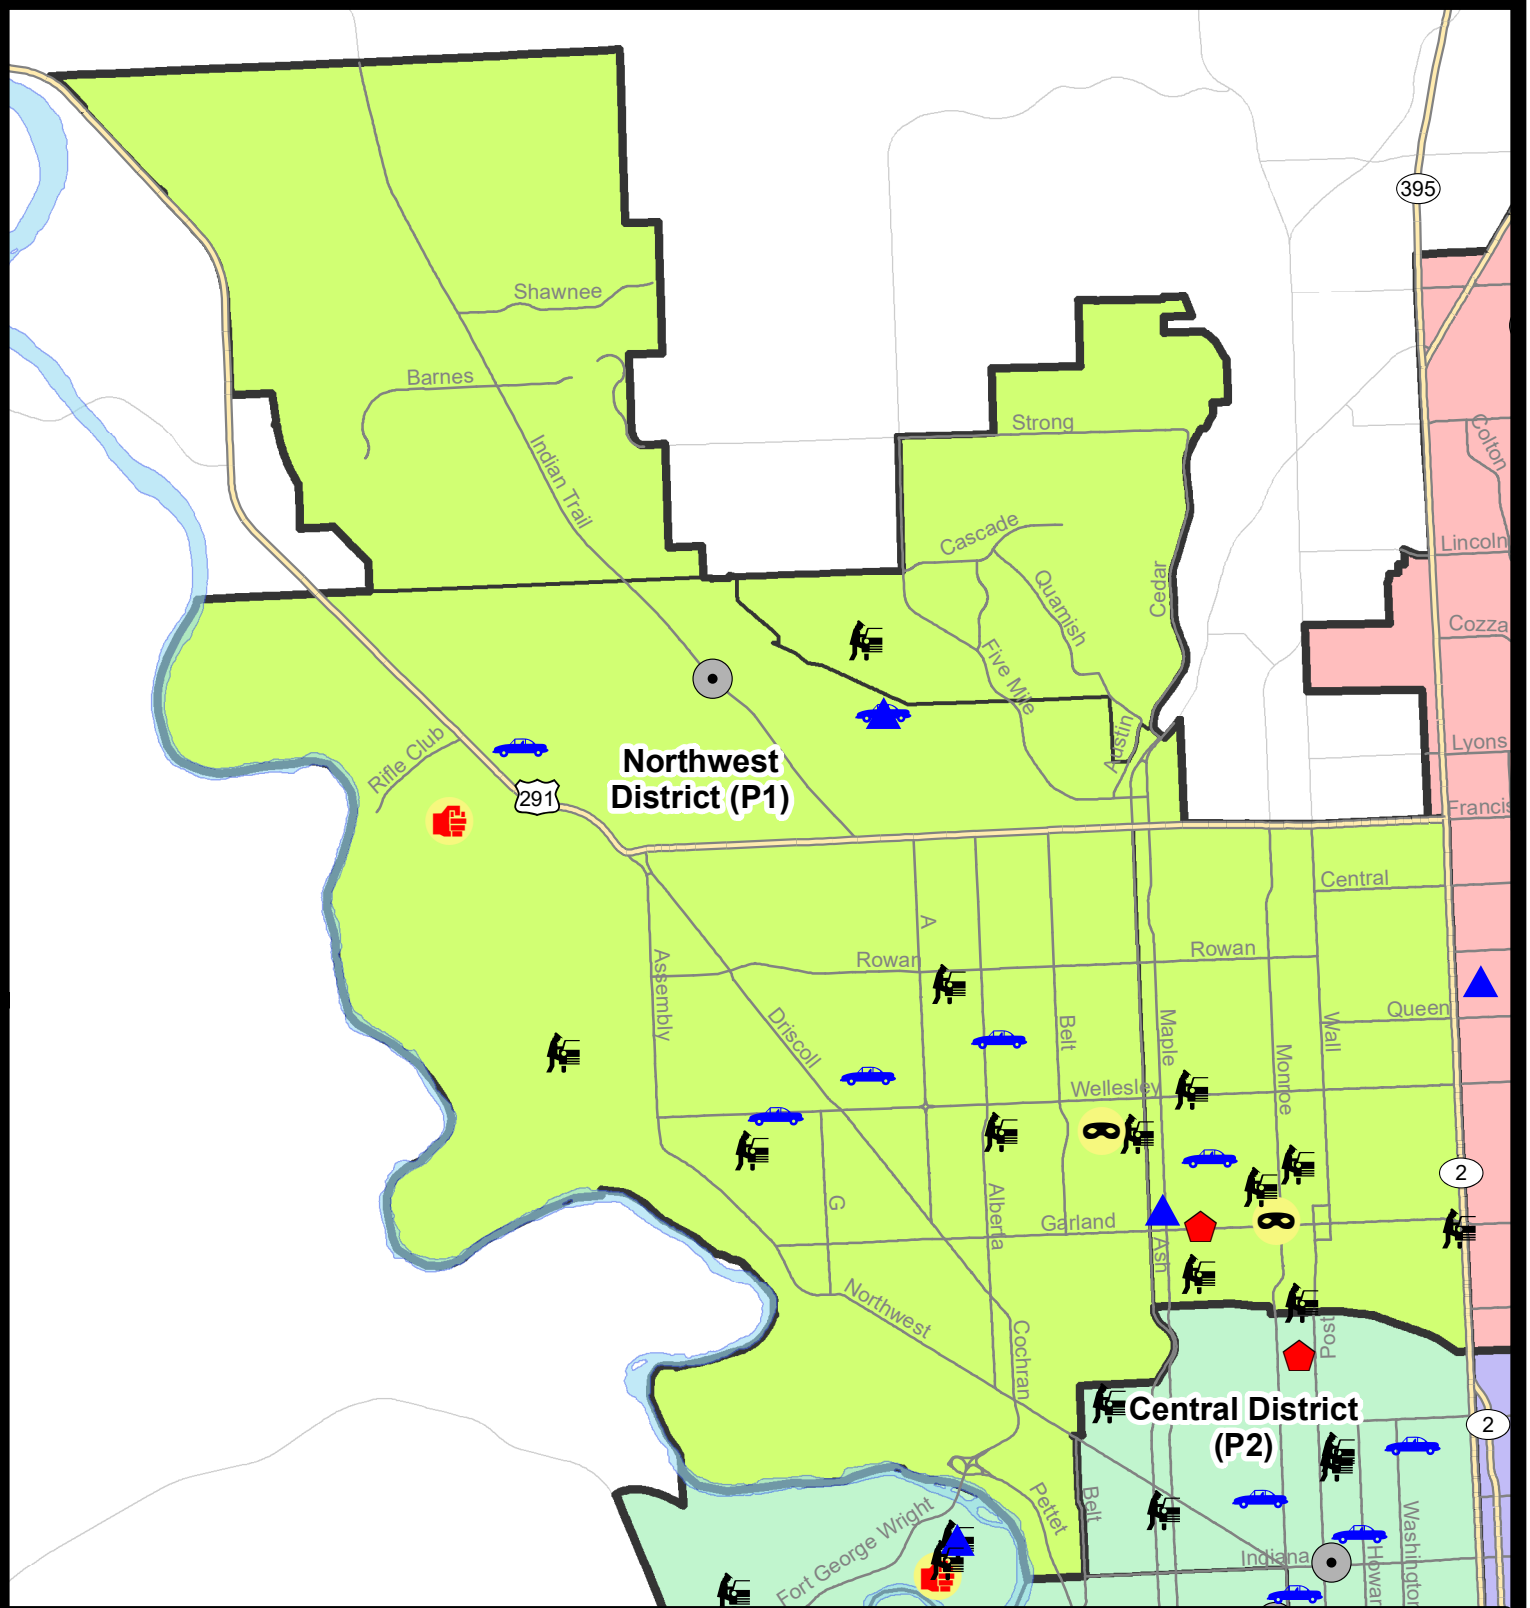 395
Shawnee
Barnes
Strong
Colton
Indian Trail
Cascade
Lincoln
Quamish
Cedar
Cozza
Five Mile
Austin
Lyons
Rifle Club
Northwest
District (P1)
291
Francis
Central
A
Rowan
Rowan
Assembly
Queen
Driscoll
Belt
Maple
Wall
Monroe
Wellesley
2
G
Alberta
Garland
Ash
Northwest
Cochran
Post
Central District
(P2)
2
Pettet
Belt
Fort George Wright
Washington
Indiana
Howar